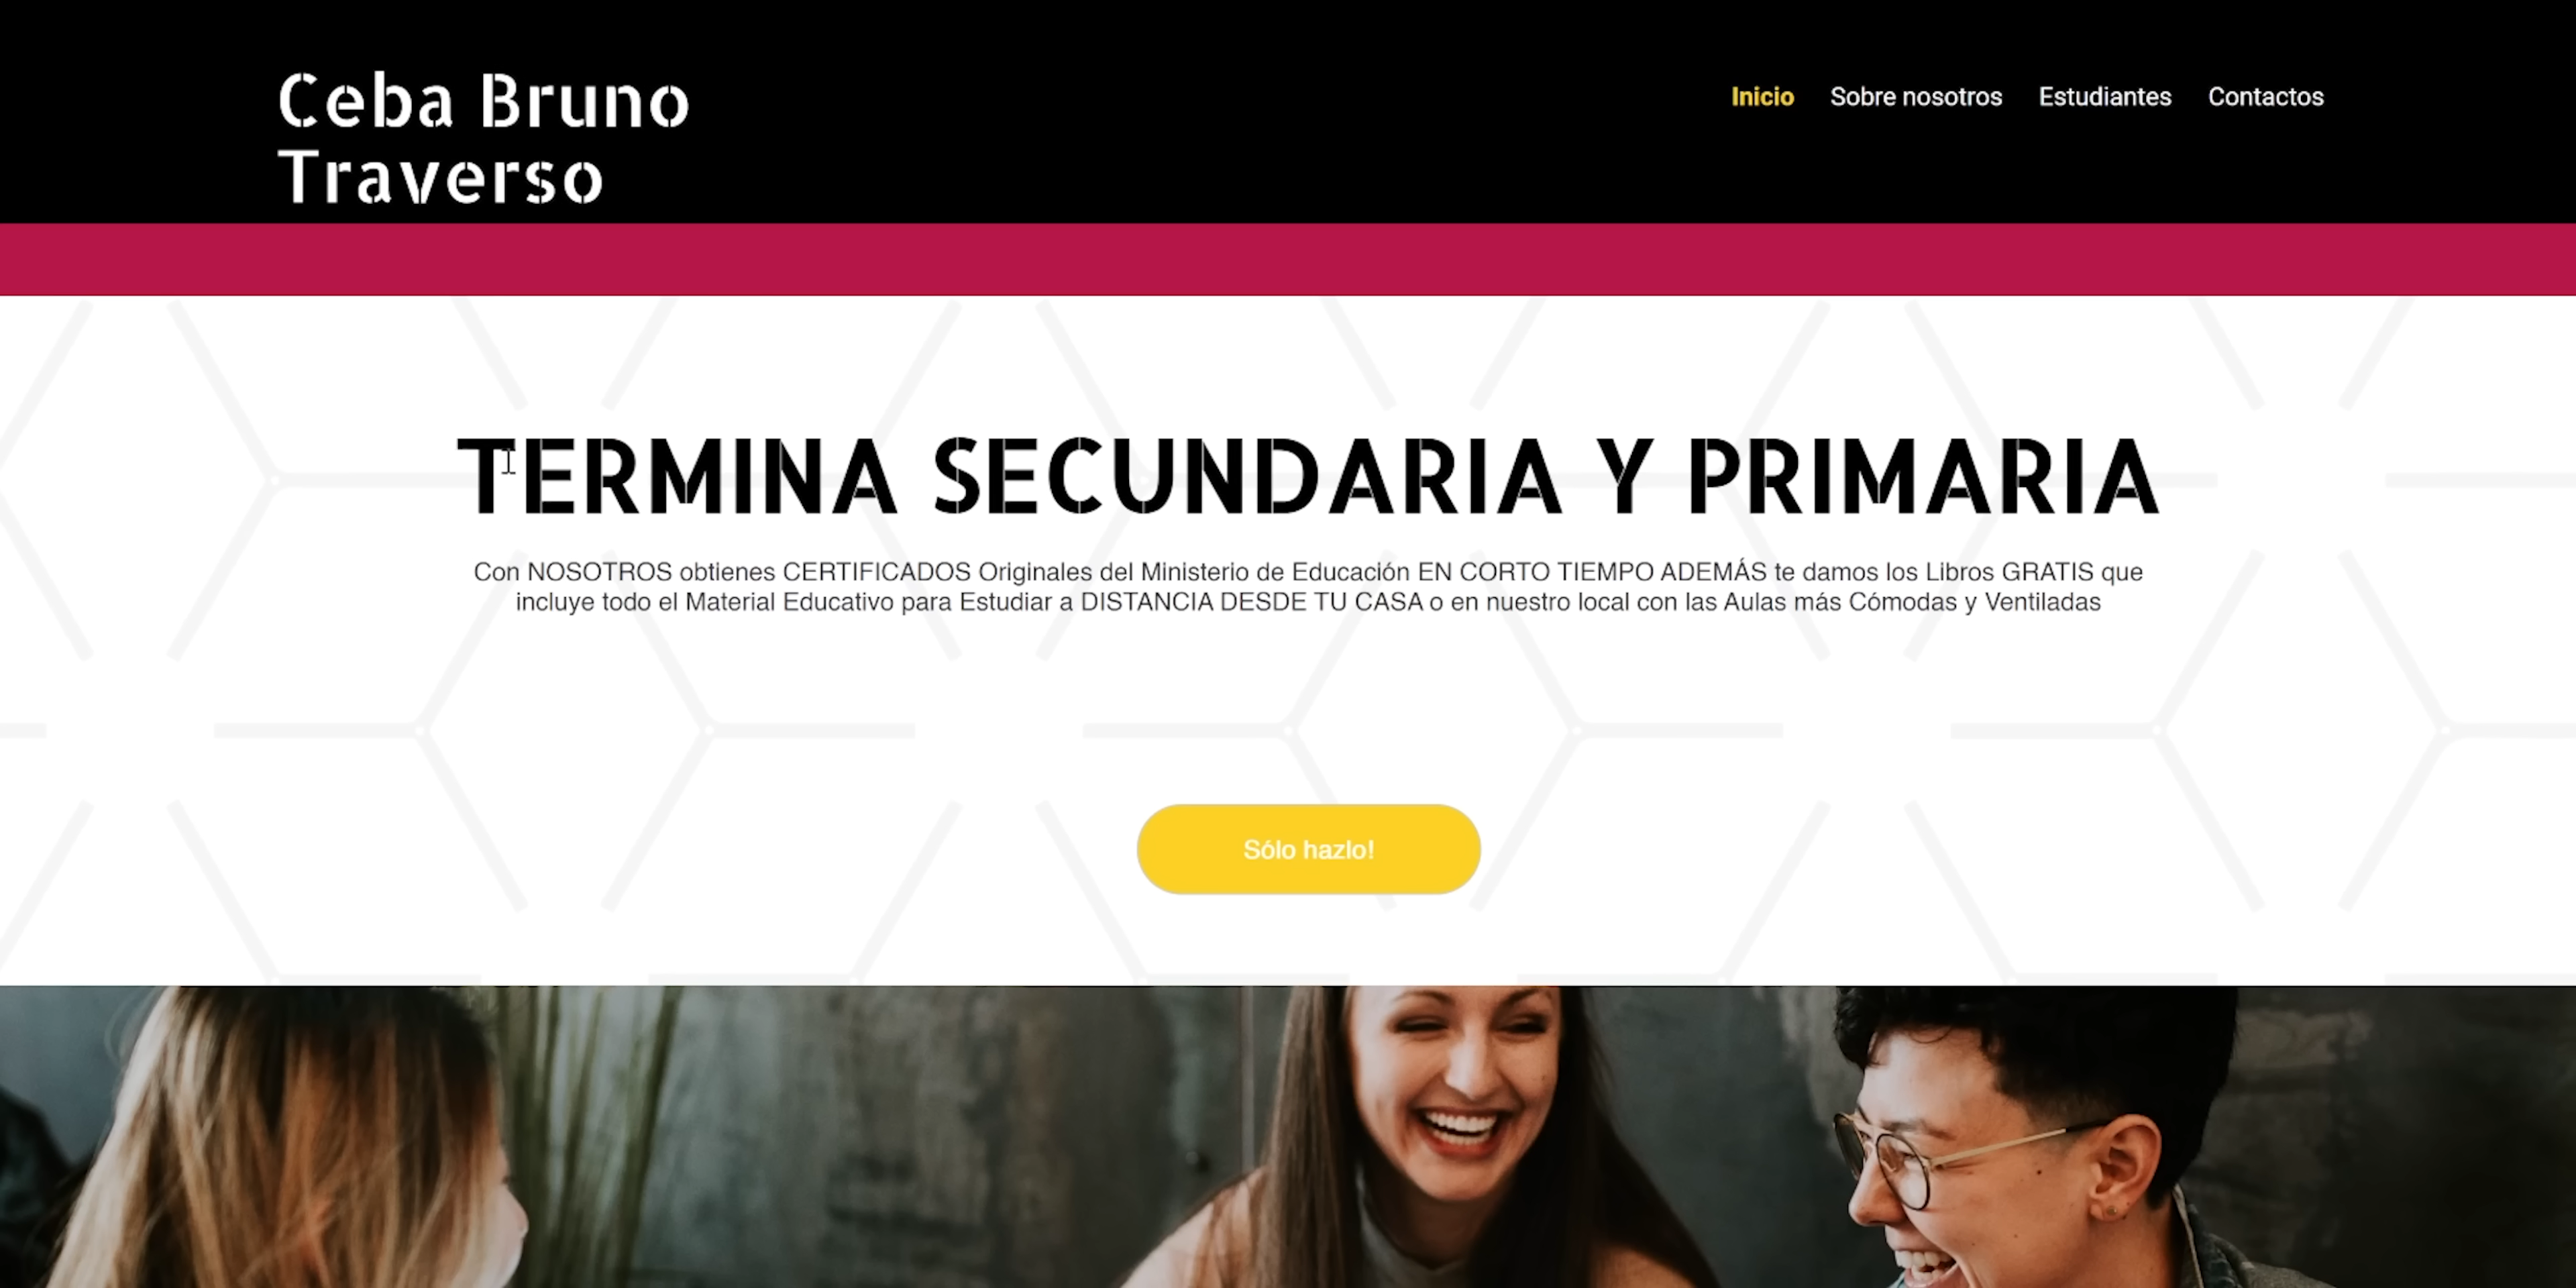 Ceba Bruno
Traverso
Inicio Sobre nosotros Estudiantes Contactos
TERMINA SECUNDARIA Y PRIMARIA
Con NOSOTROS obtienes CERTIFICADOS Originales del Ministerio de Educación EN CORTO TIEMPO ADEMÁS te damos los Libros GRATIS que
incluye todo el Material Educativo para Estudiar a DISTANCIA DESDE TU CASA o en nuestro local con las Aulas más Cómodas y Ventiladas
Sólo hazlo!